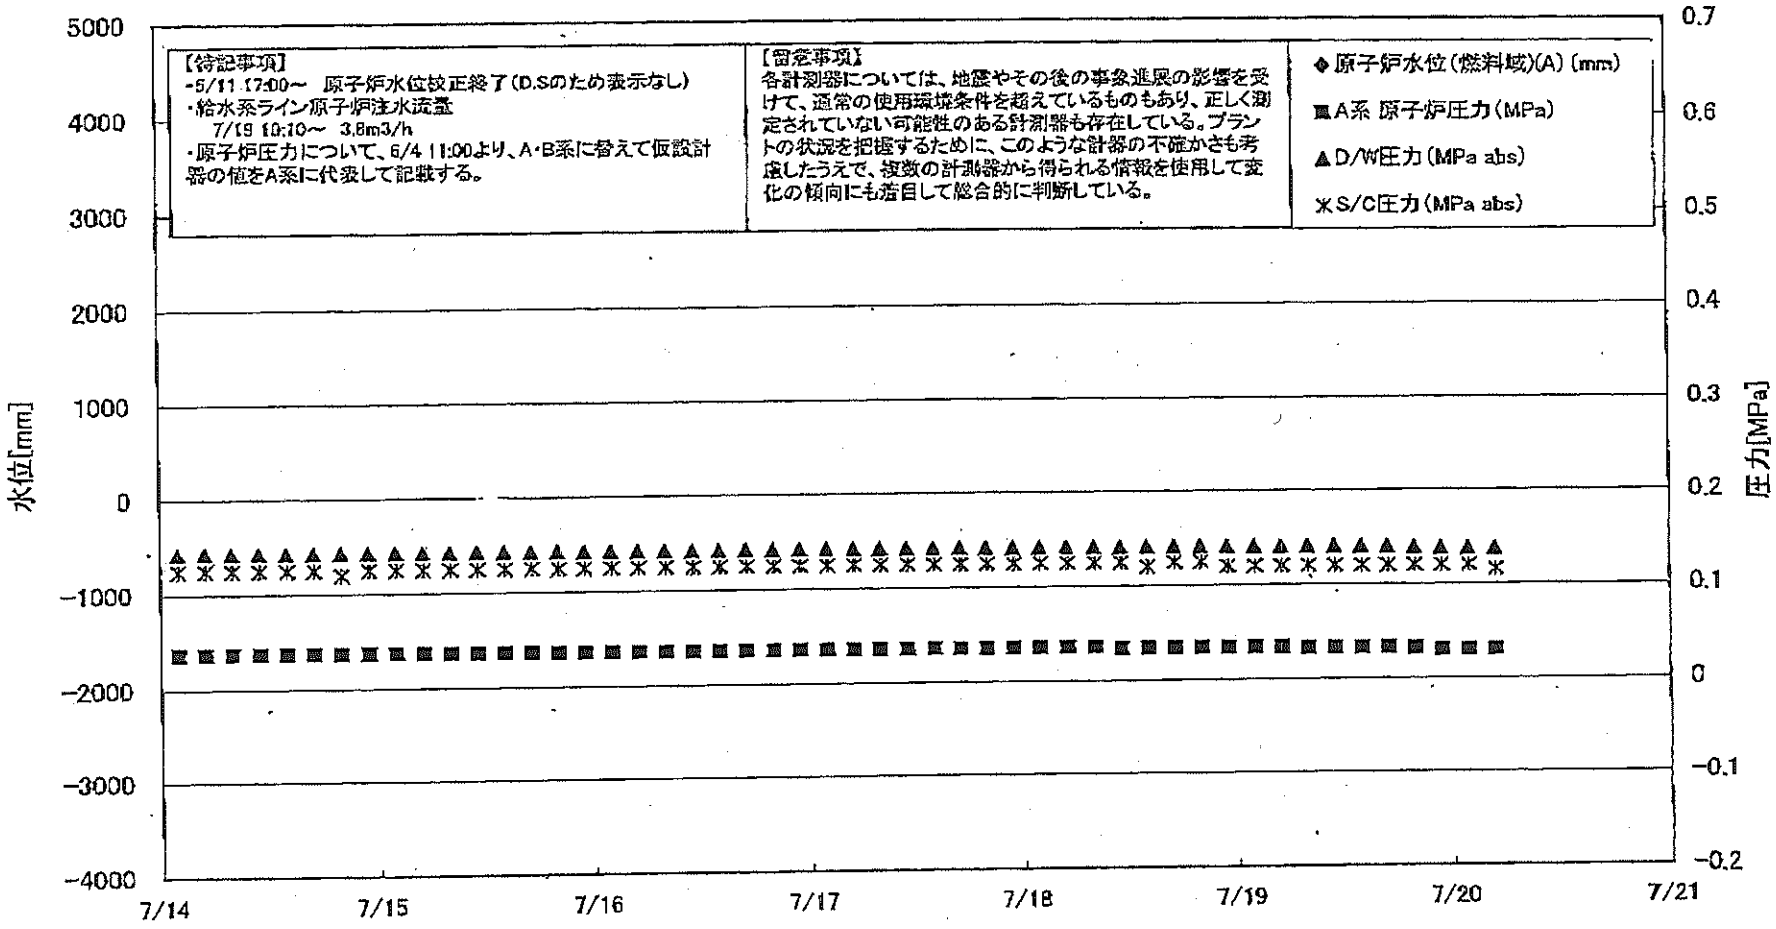 【特記事項】
-5/11 17:00～ 原子炉水位校正終了(D.Sのため表示なし)
・給水系ライン原子炉注水流量
7/19 10:10～ 3.8m3/h
・原子炉圧力について、6/4 11:00より、A・B系に替えて仮設計
器の値をA系に代表して記載する。
【留意事項】
各計測器については、地震やその後の事象進展の影響を受
けて、通常の使用環境条件を超えているものもあり、正しく測
定されていない可能性のある計測器も存在している。プラン
トの状況を把握するために、このような計器の不確かさも考
慮したうえで、複数の計測器から得られる情報を使用して変
化の傾向にも着目して総合的に判断している。
◆原子炉水位(燃料域)(A)(mm)
■A系 原子炉圧力(MPa)
▲D/W圧力(MPa abs)
S/C圧力(MPa abs)
水位[mm]
5000
4000
3000
2000
1000
0
-1000
-2000
-3000
-4000
圧力[MPa]
0.7
0.6
0.5
0.4
0.3
0.2
0.1
0
-0.1
-0.2
7/14
7/15
7/16
7/17
7/18
7/19
7/20
7/21